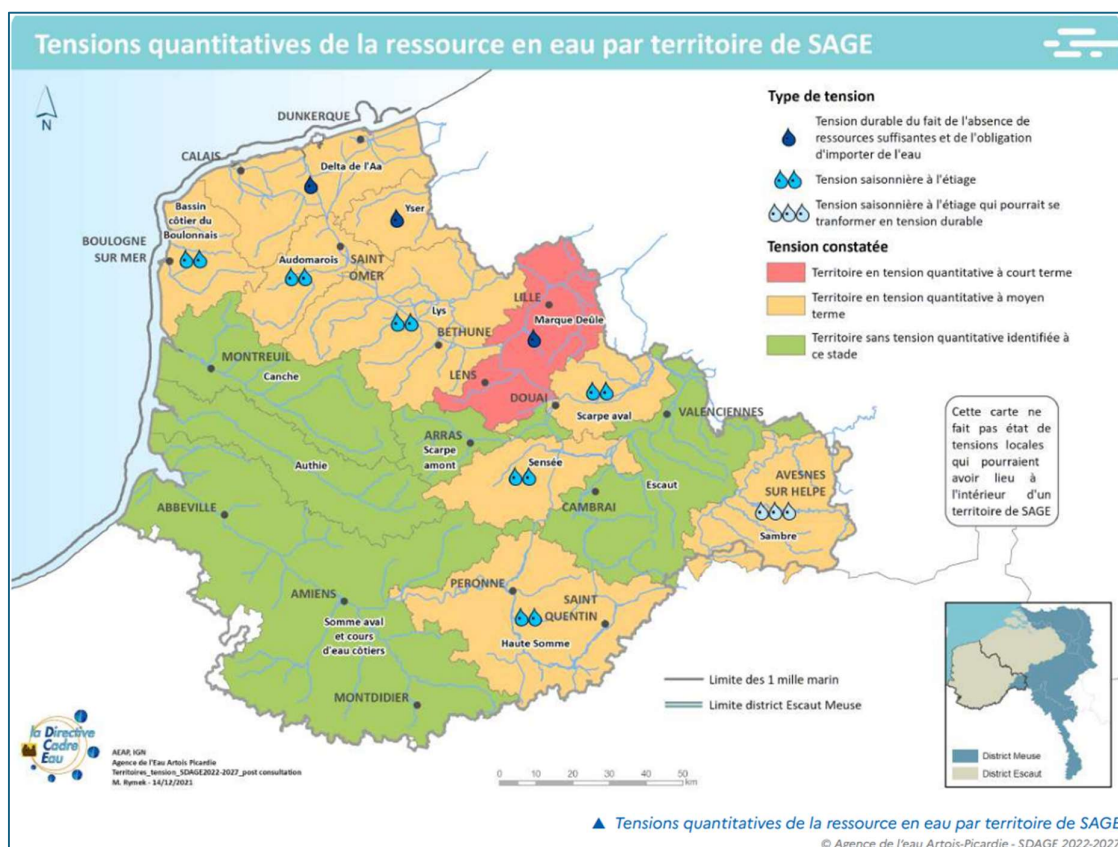 Tensions quantitatives de la ressource en eau par territoire de SAGE
N
DUNKERQUE
CALAIS
Delta de l'Aa
Bassin
côtier du
Boulonnais
Yser
BOULOGNE
SUR MER
Audomarois
SAINT
OMER
Lys
LILLE
Marque Deûle
BETHUNE
MONTREUIL
Canche
LENS
DOUAI
Scarpe aval
VALENCIENNES
ARRAS
Scarpe
amont
Authie
Sensée
Escaut
AVESNES
SUR HELPE
CAMBRAI
ABBEVILLE
Sambre
PERONNE
SAINT
QUENTIN
AMIENS
Somme aval
et cours
d'eau côtiers
Haute Somme
MONTDIDIER
Type de tension
Tension durable du fait de l'absence de
ressources suffisantes et de l'obligation
d'importer de l'eau
Tension saisonnière à l'étiage
Tension saisonnière à l'étiage qui pourrait se
tranformer en tension durable
Tension constatée
Territoire en tension quantitative à court terme
Territoire en tension quantitative à moyen
terme
Territoire sans tension quantitative identifiée à
ce stade
Cette carte ne
fait pas état de
tensions locales
qui pourraient
avoir lieu à
l'intérieur d'un
territoire de SAGE
Limite des 1 mille marin
Limite district Escaut Meuse
District Meuse
District Escaut
la Directive
Cadre
Eau
AEAP, IGN
Agence de l'Eau Artois Picardie
Territoires_tension_SDAGE2022-2027_post consultation
M. Rymek - 14/12/2021
0 10 20 30 40 50
km
▲ Tensions quantitatives de la ressource en eau par territoire de SAGE
© Agence de l'eau Artois-Picardie - SDAGE 2022-2027